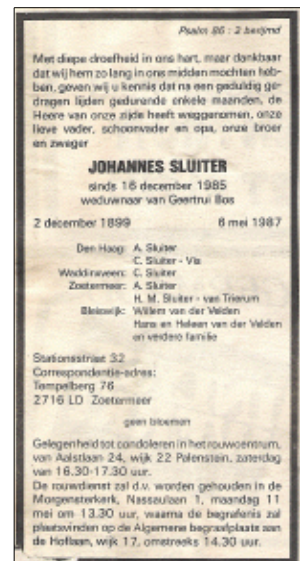 Psalm 86 : 2 berijmd
Met diepe droefheid in ons hart, maar dankbaar
dat wij hem zo lang in ons midden mochten heb-
ben, geven wij u kennis dat na een geduldig ge-
dragen lijden gedurende enkele maanden, de
Heere van onze zijde heeft weggenomen, onze
lieve vader, schoonvader en opa, onze broer
en zwager
JOHANNES SLUITER
sinds 16 december 1985
weduwnaar van Geertrui Bos
2 december 1899 6 mei 1987
Den Haag: A. Sluiter
C. Sluiter - Vis
Waddinxveen: C. Sluiter
Zoetermeer: A. Sluiter
H. M. Sluiter - van Trierum
Bleiswijk: Willem van der Velden
Hans en Heleen van der Velden
en verdere familie
Stationsstraat 32
Correspondentie-adres:
Tempelberg 76
2716 LD Zoetermeer
geen bloemen
Gelegenheid tot condoleren in het rouwcentrum,
van Aalstlaan 24, wijk 22 Palenstein, zaterdag
van 16.30-17.30 uur.
De rouwdienst zal d.v. worden gehouden in de
Morgensterkerk, Nassaulaan 1, maandag 11
mei om 13.30 uur, waarna de begrafenis zal
plaatsvinden op de Algemene begraafplaats aan
de Hoflaan, wijk 17, omstreeks 14.30 uur.